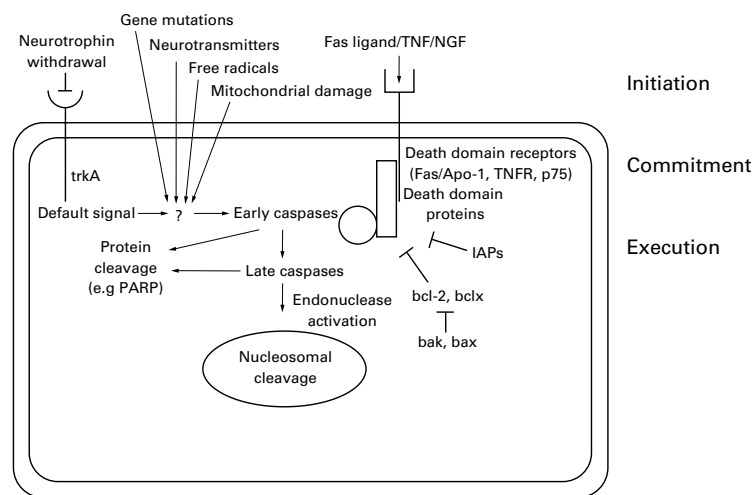 Gene mutations
Neurotrophin
withdrawal
Neurotransmitters
Free radicals
Mitochondrial damage
Fas ligand/TNF/NGF
Initiation
trkA
Default signal
?
Early caspases
Death domain receptors
(Fas/Apo-1, TNFR, p75)
Death domain
proteins
Commitment
Protein
cleavage
(e.g PARP)
Late caspases
IAPs
Execution
Endonuclease
activation
bcl-2, bclx
bak, bax
Nucleosomal
cleavage